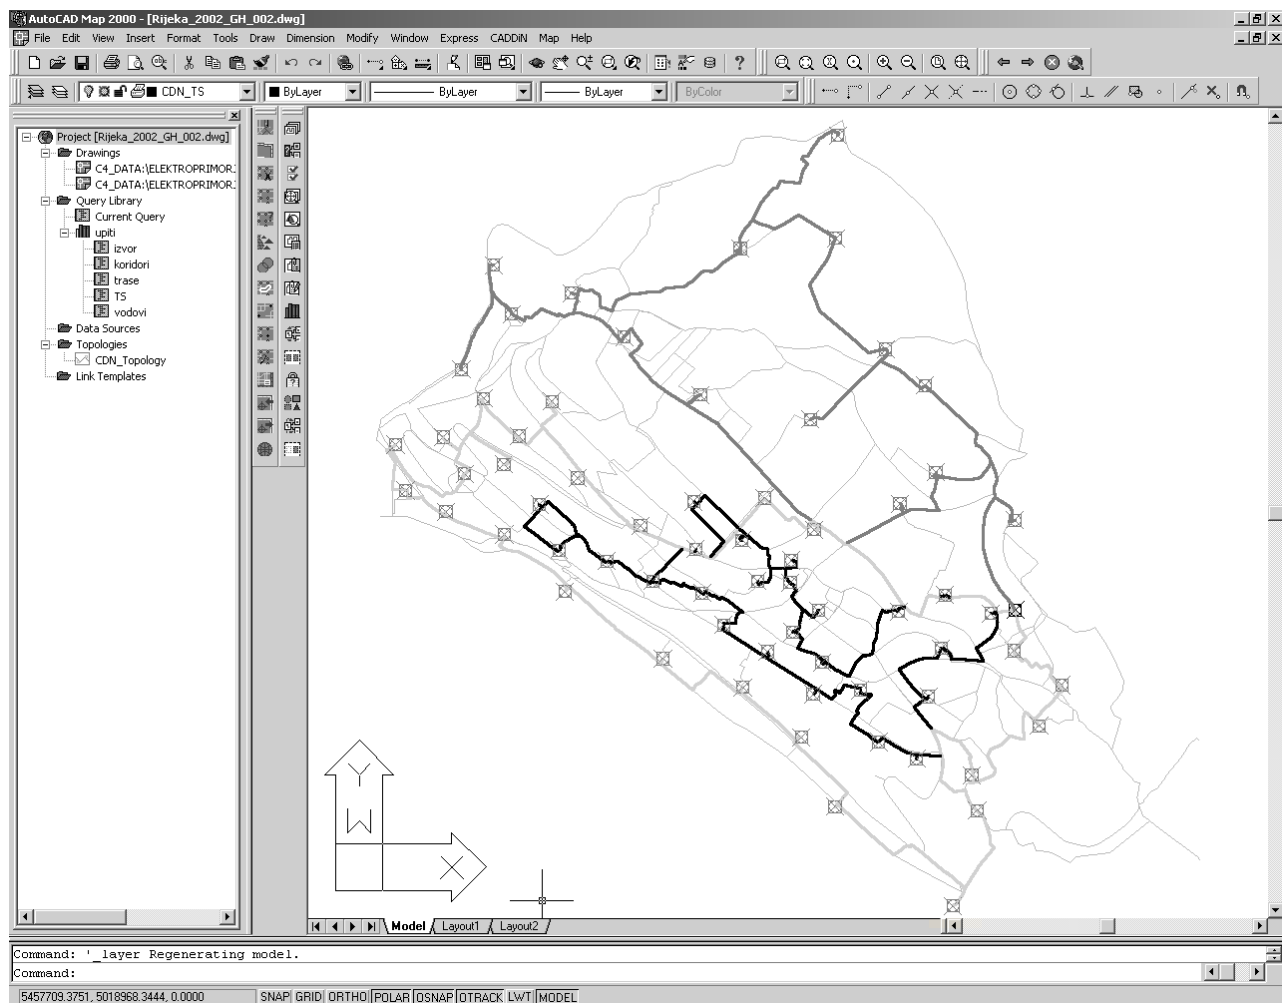 AutoCAD Map 2000 - [Rijeka_2002_GH_002.dwg]
File Edit View Insert Format Tools Draw Dimension Modify Window Express CADDiN Map Help
CDN_TS ByLayer ByLayer ByLayer ByColor
Project [Rijeka_2002_GH_002.dwg]
Drawings
C4_DATA:\ELEKTROPRIMOR
C4_DATA:\ELEKTROPRIMOR
Query Library
Current Query
upiti
izvor
koridori
trase
TS
vodovi
Data Sources
Topologies
CDN_Topology
Link Templates
Y
W
X
Model Layout1 Layout2
Command: '_layer Regenerating model.
Command:
5457709.3751, 5018968.3444, 0.0000 SNAP GRID ORTHO POLAR OSNAP OTRACK LWT MODEL